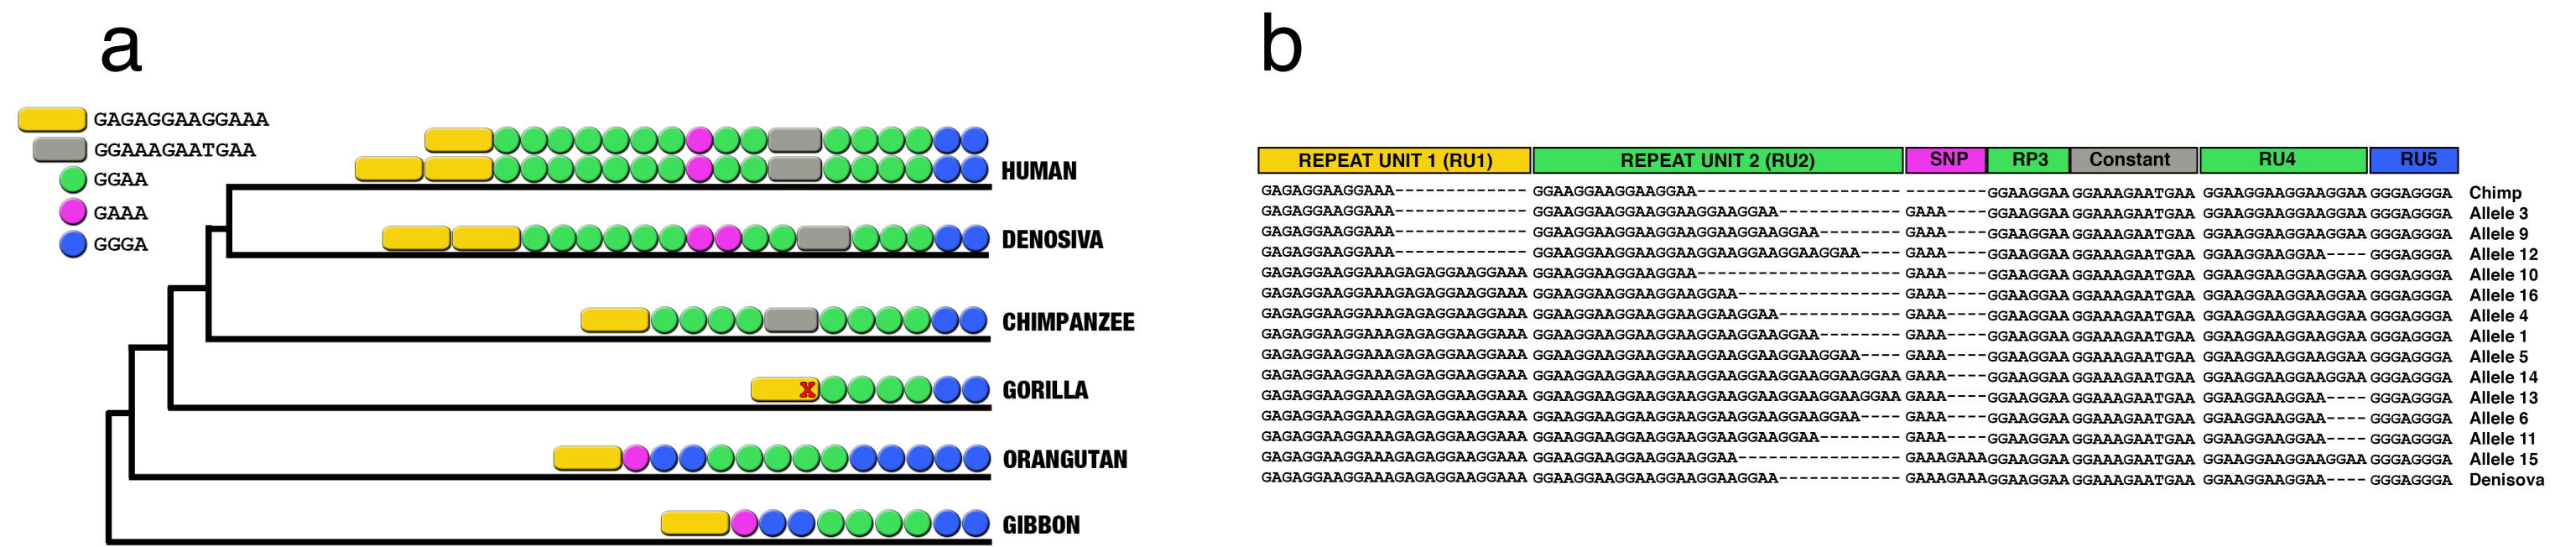 a
GAGAGGAAGGAAA
GGAAAGAATGAA
GGAA
GAAA
GGGA
HUMAN
DENOSIVA
CHIMPANZEE
X
GORILLA
ORANGUTAN
GIBBON
b
REPEAT UNIT 1 (RU1) REPEAT UNIT 2 (RU2) SNP RP3 Constant RU4 RU5
GAGAGGAAGGAAA------------- GGAAGGAAGGAAGGAA-------------------- --------GGAAGGAA GGAAAGAATGAA GGAAGGAAGGAAGGAA GGGAGGGA Chimp
GAGAGGAAGGAAA------------- GGAAGGAAGGAAGGAAGGAAGGAA------------ GAAA----GGAAGGAA GGAAAGAATGAA GGAAGGAAGGAAGGAA GGGAGGGA Allele 3
GAGAGGAAGGAAA------------- GGAAGGAAGGAAGGAAGGAAGGAAGGAA-------- GAAA----GGAAGGAA GGAAAGAATGAA GGAAGGAAGGAAGGAA GGGAGGGA Allele 9
GAGAGGAAGGAAA------------- GGAAGGAAGGAAGGAAGGAAGGAAGGAAGGAA---- GAAA----GGAAGGAA GGAAAGAATGAA GGAAGGAAGGAA---- GGGAGGGA Allele 12
GAGAGGAAGGAAAGAGAGGAAGGAAA GGAAGGAAGGAAGGAA-------------------- GAAA----GGAAGGAA GGAAAGAATGAA GGAAGGAAGGAAGGAA GGGAGGGA Allele 10
GAGAGGAAGGAAAGAGAGGAAGGAAA GGAAGGAAGGAAGGAAGGAA---------------- GAAA----GGAAGGAA GGAAAGAATGAA GGAAGGAAGGAAGGAA GGGAGGGA Allele 16
GAGAGGAAGGAAAGAGAGGAAGGAAA GGAAGGAAGGAAGGAAGGAAGGAA------------ GAAA----GGAAGGAA GGAAAGAATGAA GGAAGGAAGGAAGGAA GGGAGGGA Allele 4
GAGAGGAAGGAAAGAGAGGAAGGAAA GGAAGGAAGGAAGGAAGGAAGGAAGGAA-------- GAAA----GGAAGGAA GGAAAGAATGAA GGAAGGAAGGAAGGAA GGGAGGGA Allele 1
GAGAGGAAGGAAAGAGAGGAAGGAAA GGAAGGAAGGAAGGAAGGAAGGAAGGAAGGAA---- GAAA----GGAAGGAA GGAAAGAATGAA GGAAGGAAGGAAGGAA GGGAGGGA Allele 5
GAGAGGAAGGAAAGAGAGGAAGGAAA GGAAGGAAGGAAGGAAGGAAGGAAGGAAGGAAGGAA GAAA----GGAAGGAA GGAAAGAATGAA GGAAGGAAGGAAGGAA GGGAGGGA Allele 14
GAGAGGAAGGAAAGAGAGGAAGGAAA GGAAGGAAGGAAGGAAGGAAGGAAGGAAGGAAGGAA GAAA----GGAAGGAA GGAAAGAATGAA GGAAGGAAGGAA---- GGGAGGGA Allele 13
GAGAGGAAGGAAAGAGAGGAAGGAAA GGAAGGAAGGAAGGAAGGAAGGAAGGAAGGAA---- GAAA----GGAAGGAA GGAAAGAATGAA GGAAGGAAGGAA---- GGGAGGGA Allele 6
GAGAGGAAGGAAAGAGAGGAAGGAAA GGAAGGAAGGAAGGAAGGAAGGAAGGAA-------- GAAA----GGAAGGAA GGAAAGAATGAA GGAAGGAAGGAA---- GGGAGGGA Allele 11
GAGAGGAAGGAAAGAGAGGAAGGAAA GGAAGGAAGGAAGGAAGGAA---------------- GAAAGAAAGGAAGGAA GGAAAGAATGAA GGAAGGAAGGAAGGAA GGGAGGGA Allele 15
GAGAGGAAGGAAAGAGAGGAAGGAAA GGAAGGAAGGAAGGAAGGAAGGAA------------ GAAAGAAAGGAAGGAA GGAAAGAATGAA GGAAGGAAGGAA---- GGGAGGGA Denisova